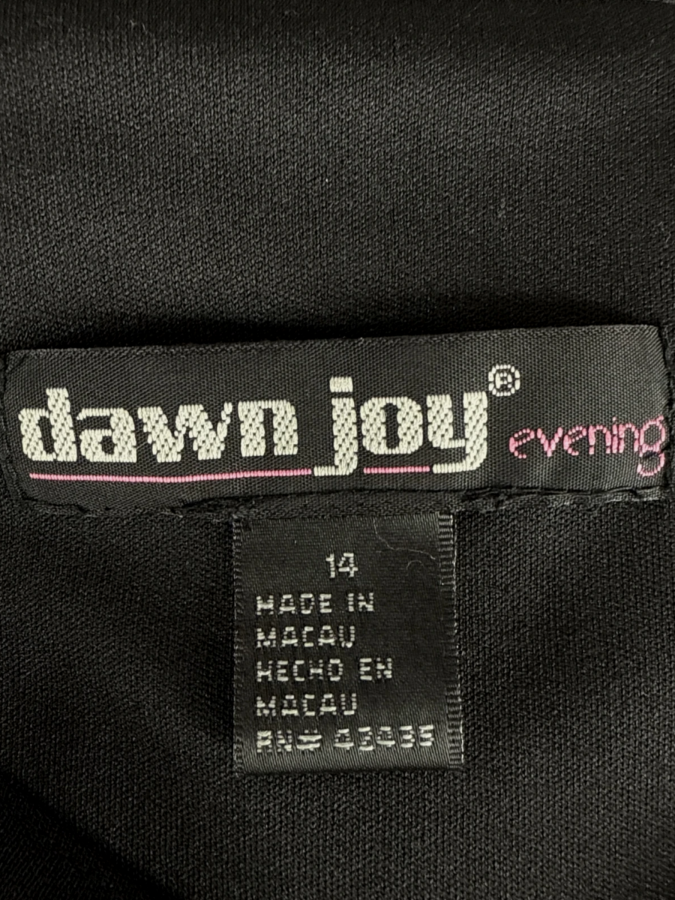 dawn joy® evening
14
MADE IN
MACAU
HECHO EN
MACAU
RN# 43435